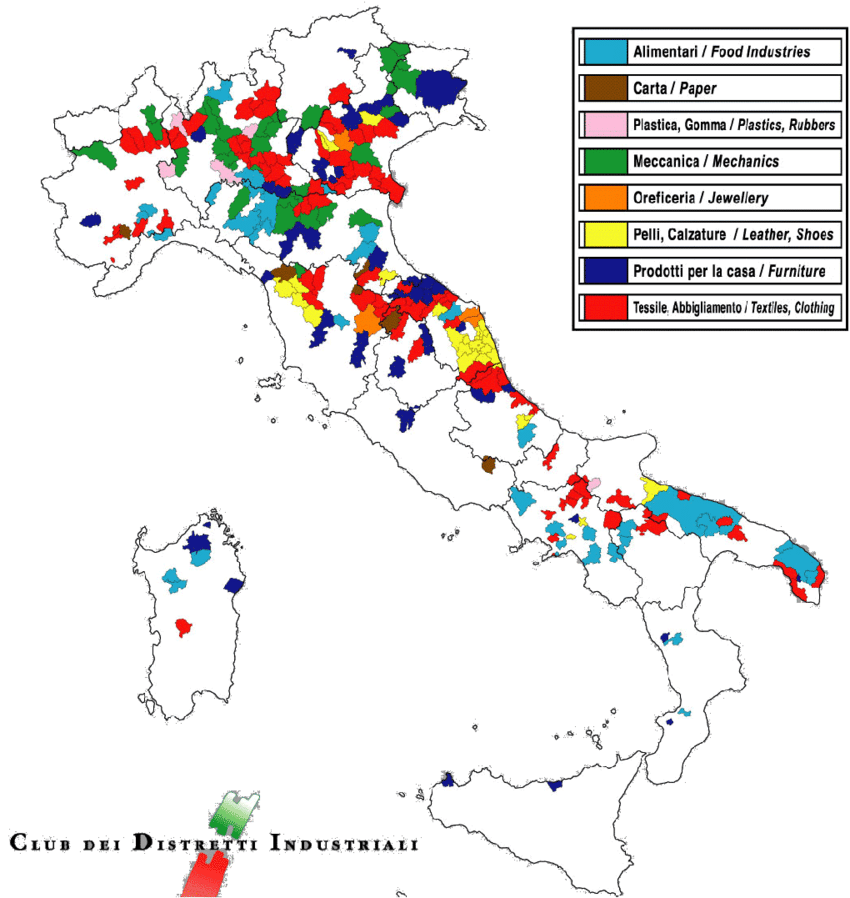 Alimentari / Food Industries
Carta / Paper
Plastica, Gomma / Plastics, Rubbers
Meccanica / Mechanics
Oreficeria / Jewellery
Pelli, Calzature / Leather, Shoes
Prodotti per la casa / Furniture
Tessile, Abbigliamento / Textiles, Clothing
CLUB DEI DISTRETTI INDUSTRIALI